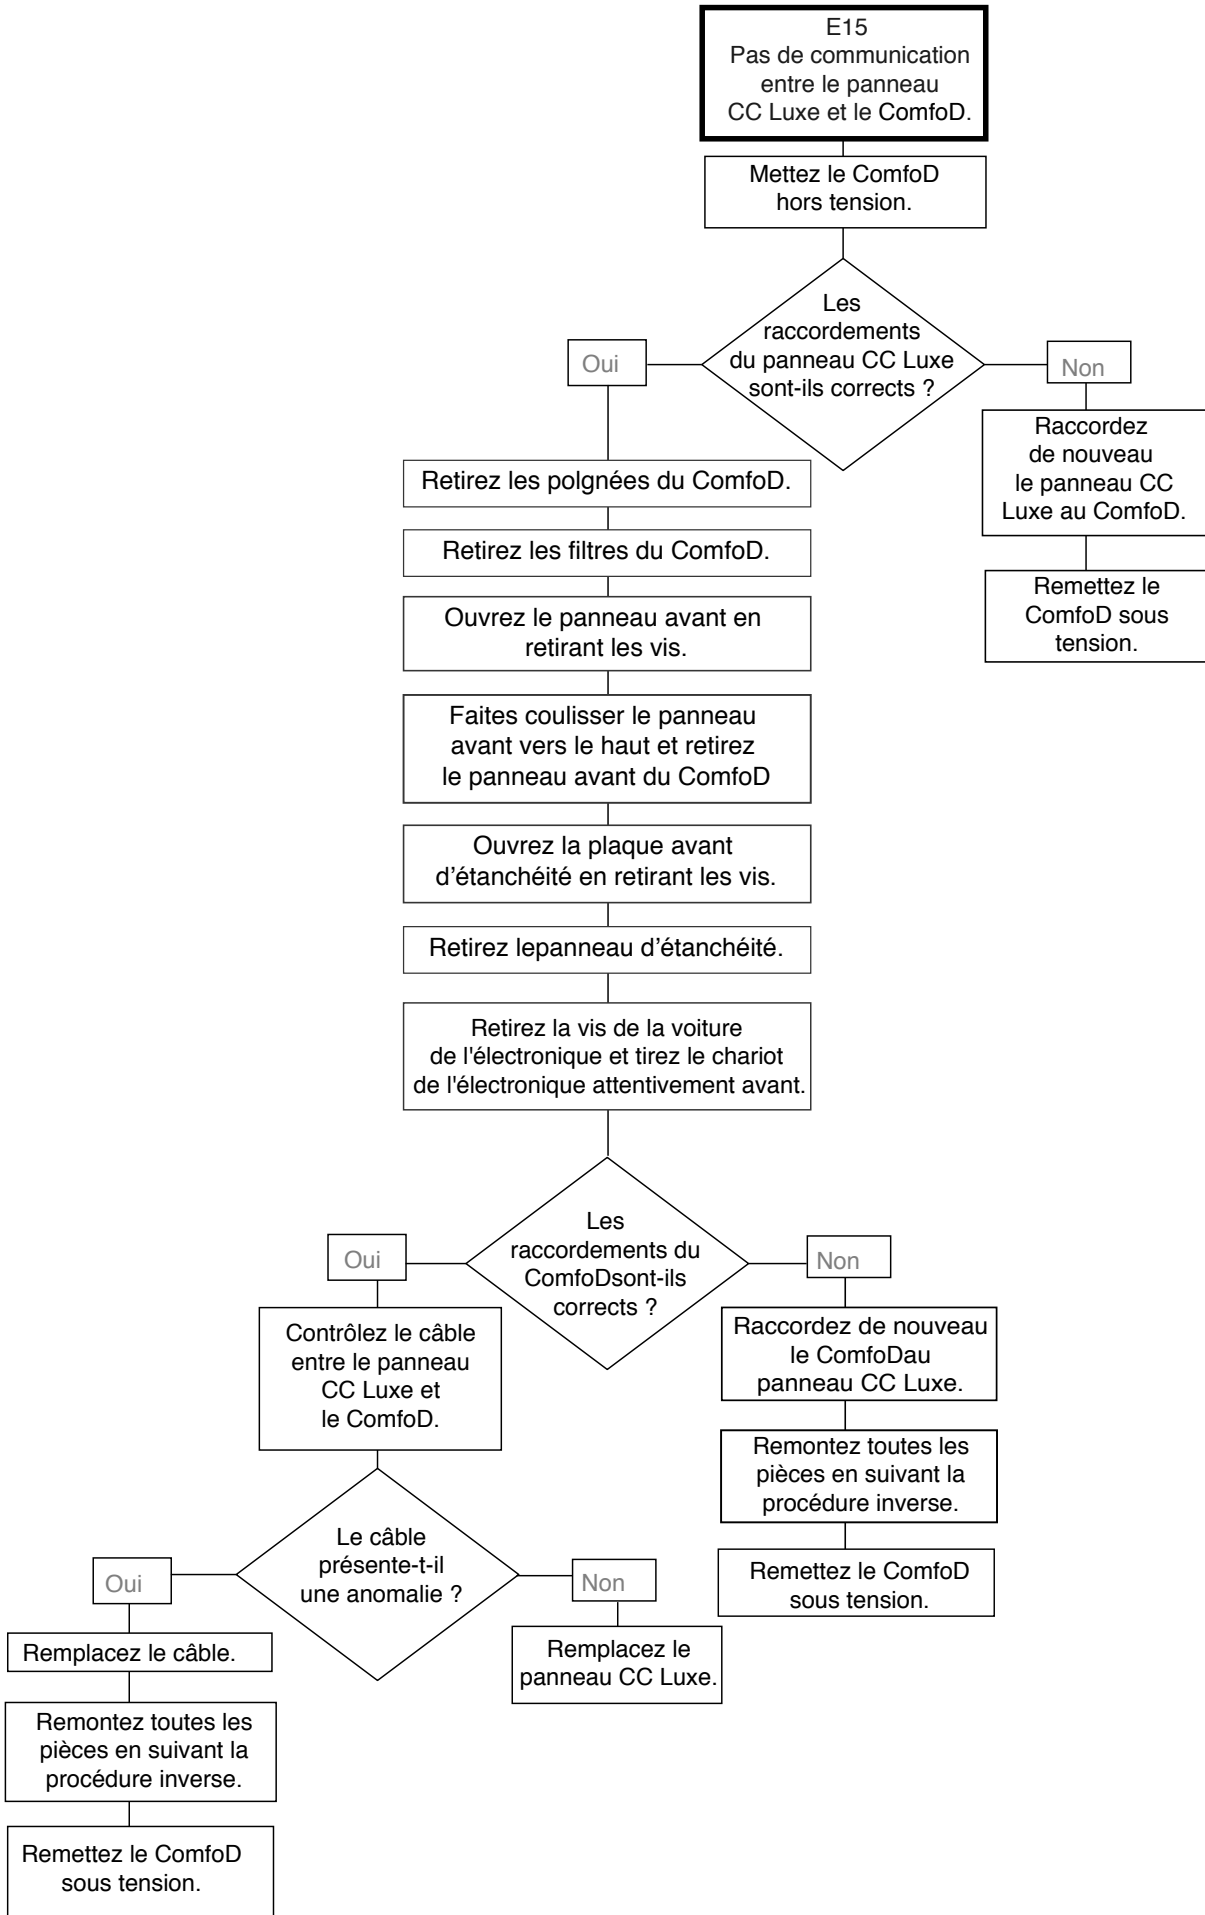 E15
Pas de communication
entre le panneau
CC Luxe et le ComfoD.
Mettez le ComfoD
hors tension.
Les
raccordements
du panneau CC Luxe
sont-ils corrects ?
Oui
Non
Raccordez
de nouveau
le panneau CC
Luxe au ComfoD.
Remettez le
ComfoD sous
tension.
Retirez les polgnées du ComfoD.
Retirez les filtres du ComfoD.
Ouvrez le panneau avant en
retirant les vis.
Faites coulisser le panneau
avant vers le haut et retirez
le panneau avant du ComfoD
Ouvrez la plaque avant
d’étanchéité en retirant les vis.
Retirez lepanneau d’étanchéité.
Retirez la vis de la voiture
de l'électronique et tirez le chariot
de l'électronique attentivement avant.
Les
raccordements du
ComfoDsont-ils
corrects ?
Oui
Non
Contrôlez le câble
entre le panneau
CC Luxe et
le ComfoD.
Raccordez de nouveau
le ComfoDau
panneau CC Luxe.
Remontez toutes les
pièces en suivant la
procédure inverse.
Remettez le ComfoD
sous tension.
Le câble
présente-t-il
une anomalie ?
Oui
Non
Remplacez le câble.
Remplacez le
panneau CC Luxe.
Remontez toutes les
pièces en suivant la
procédure inverse.
Remettez le ComfoD
sous tension.